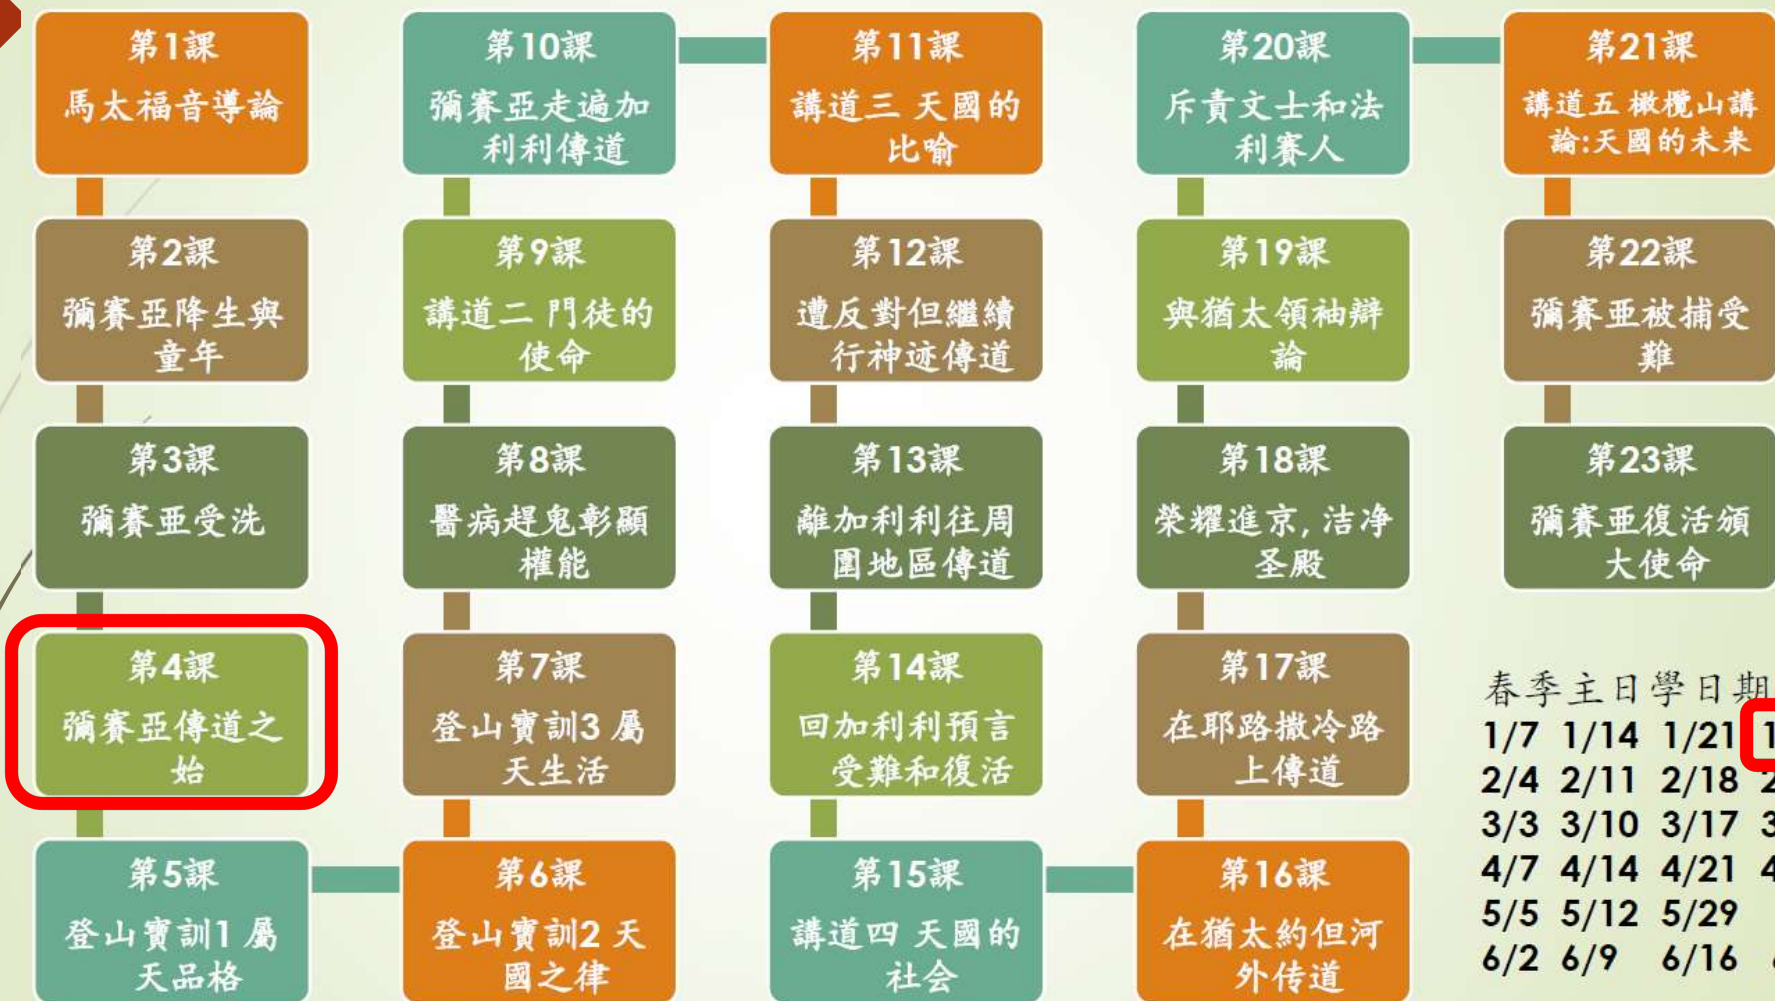 第1課
馬太福音導論
第2課
彌賽亞降生與
童年
第3課
彌賽亞受洗
第4課
彌賽亞傳道之
始
第5課
登山寶訓1 屬
天品格
第6課
登山寶訓2 天
國之律
第7課
登山寶訓3 屬
天生活
第8課
醫病趕鬼彰顯
權能
第9課
講道二 門徒的
使命
第10課
彌賽亞走遍加
利利傳道
第11課
講道三 天國的
比喻
第12課
遭反對但繼續
行神迹傳道
第13課
離加利利往周
圍地區傳道
第14課
回加利利預言
受難和復活
第15課
講道四 天國的
社会
第16課
在猶太約但河
外传道
第17課
在耶路撒冷路
上傳道
第18課
榮耀進京, 洁净
圣殿
第19課
與猶太領袖辯
論
第20課
斥責文士和法
利賽人
第21課
講道五 橄欖山講
論:天國的未来
第22課
彌賽亞被捕受
難
第23課
彌賽亞復活頒
大使命
春季主日學日期
1/7 1/14 1/21
2/4 2/11 2/18
3/3 3/10 3/17
4/7 4/14 4/21
5/5 5/12 5/29
6/2 6/9 6/16